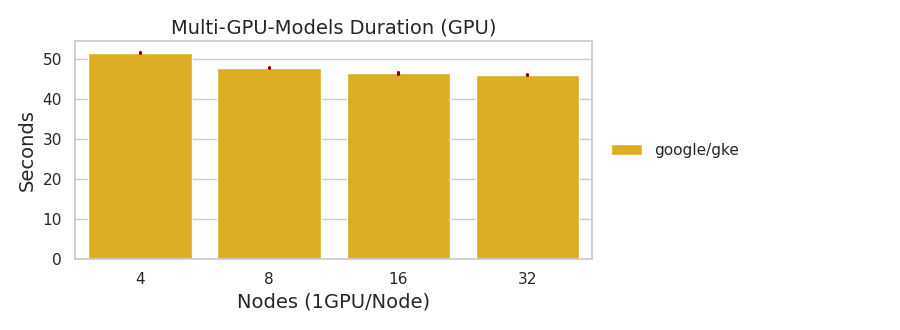 Multi-GPU-Models Duration (GPU)
50
40
30
20
10
0
Seconds
4 8 16 32
Nodes (1GPU/Node)
google/gke